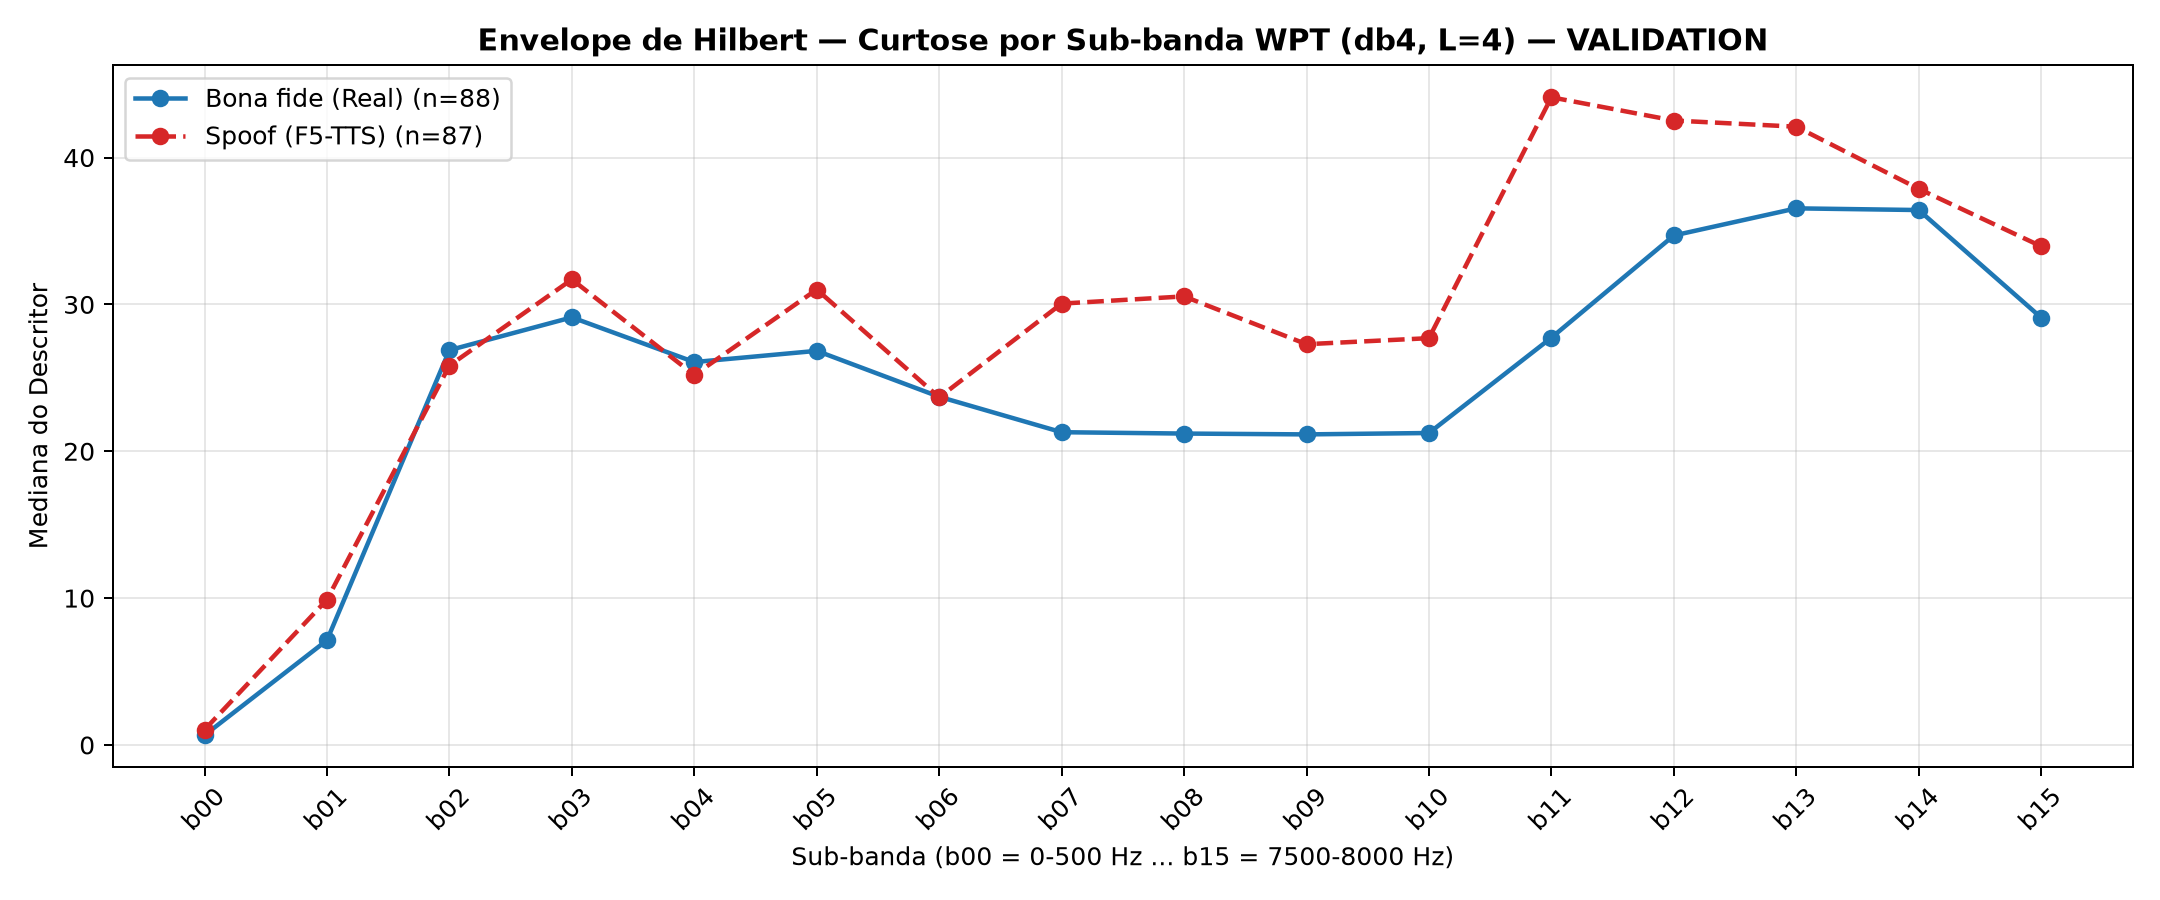 Envelope de Hilbert — Curtose por Sub-banda WPT (db4, L=4) — VALIDATION
Bona fide (Real) (n=88)
Spoof (F5-TTS) (n=87)
Mediana do Descritor
40
30
20
10
0
b00 b01 b02 b03 b04 b05 b06 b07 b08 b09 b10 b11 b12 b13 b14 b15
Sub-banda (b00 = 0-500 Hz ... b15 = 7500-8000 Hz)